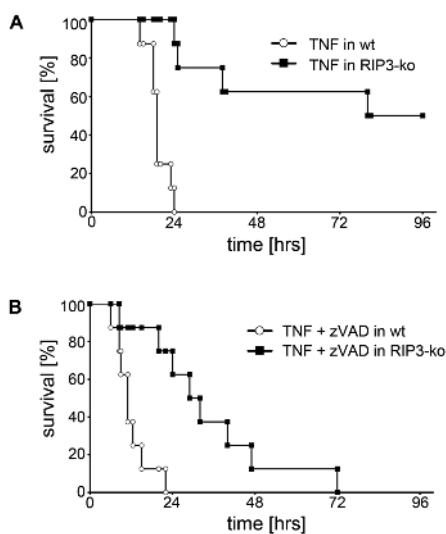 A
TNF in wt
TNF in RIP3-ko
survival [%]
100
80
60
40
20
0
0 24 48 72 96
time [hrs]
B
TNF + zVAD in wt
TNF + zVAD in RIP3-ko
survival [%]
100
80
60
40
20
0
0 24 48 72 96
time [hrs]